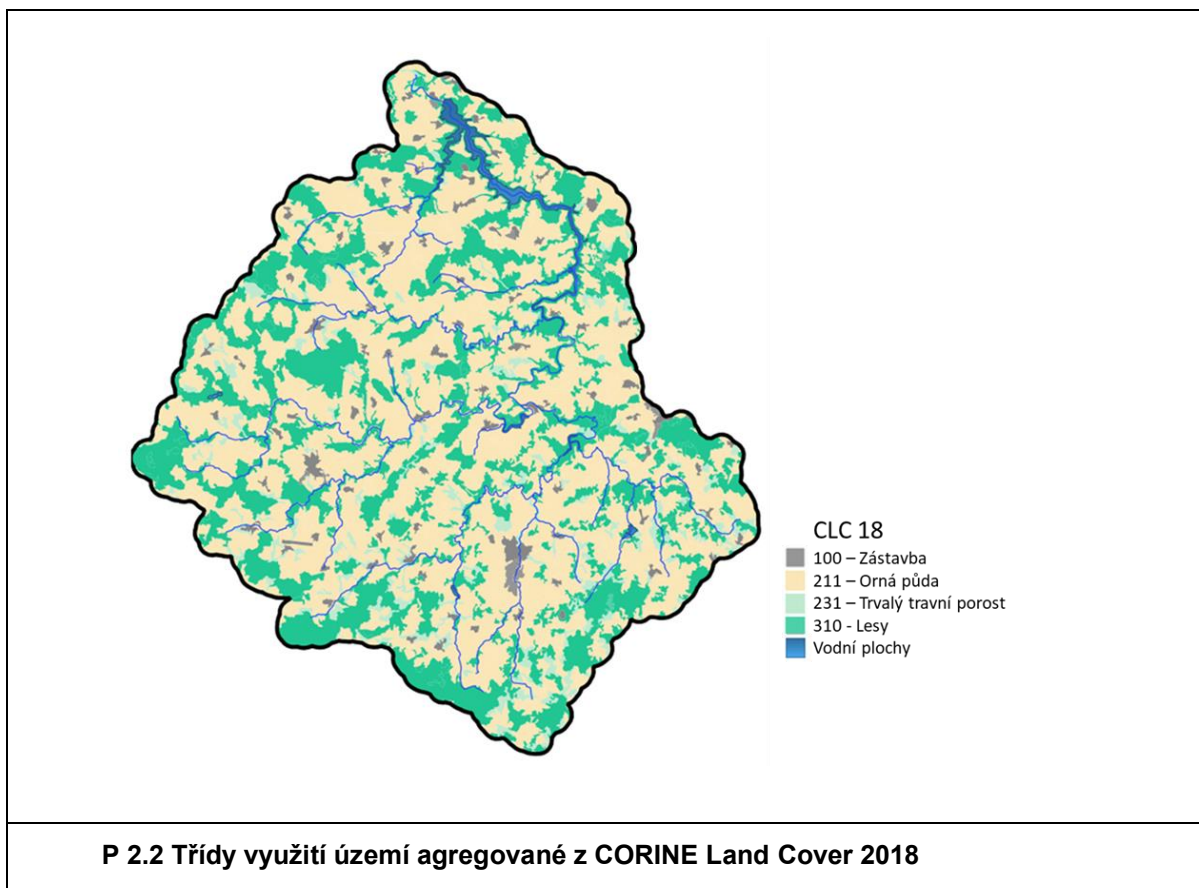 CLC 18
100 – Zástavba
211 – Orná půda
231 – Trvalý travní porost
310 - Lesy
Vodní plochy
P 2.2 Třídy využití území agregované z CORINE Land Cover 2018